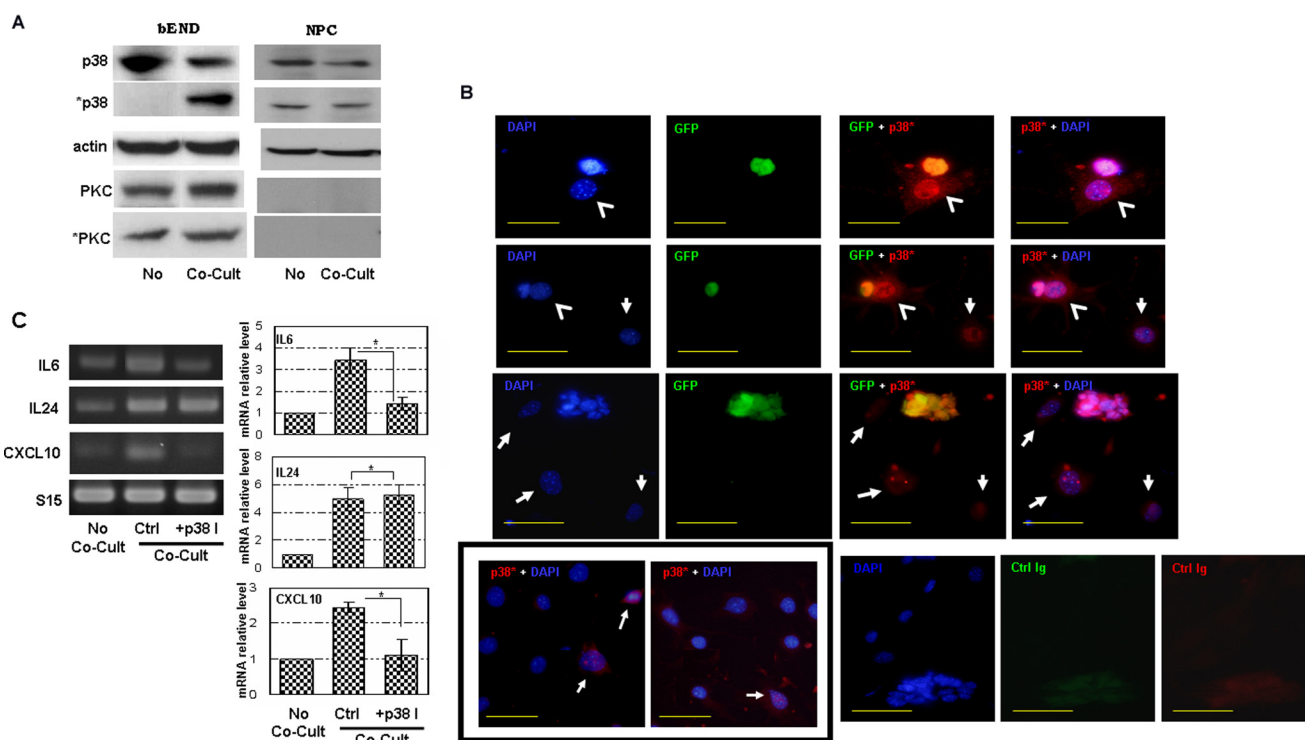 A
bEND NPC
p38
*p38
actin
PKC
*PKC
No Co-Cult No Co-Cult
B
DAPI GFP GFP + p38* p38* + DAPI
DAPI GFP GFP + p38* p38* + DAPI
DAPI GFP GFP + p38* p38* + DAPI
p38* + DAPI p38* + DAPI DAPI Ctrl Ig Ctrl Ig
C
IL6
IL24
CXCL10
S15
No Ctrl +p38 I
Co-Cult Co-Cult
mRNA relative level
5
4
3
2
1
0
IL6
*
mRNA relative level
8
6
4
2
0
IL24
*
mRNA relative level
3
2
1
0
CXCL10
*
No Ctrl +p38 I
Co-Cult Co-Cult